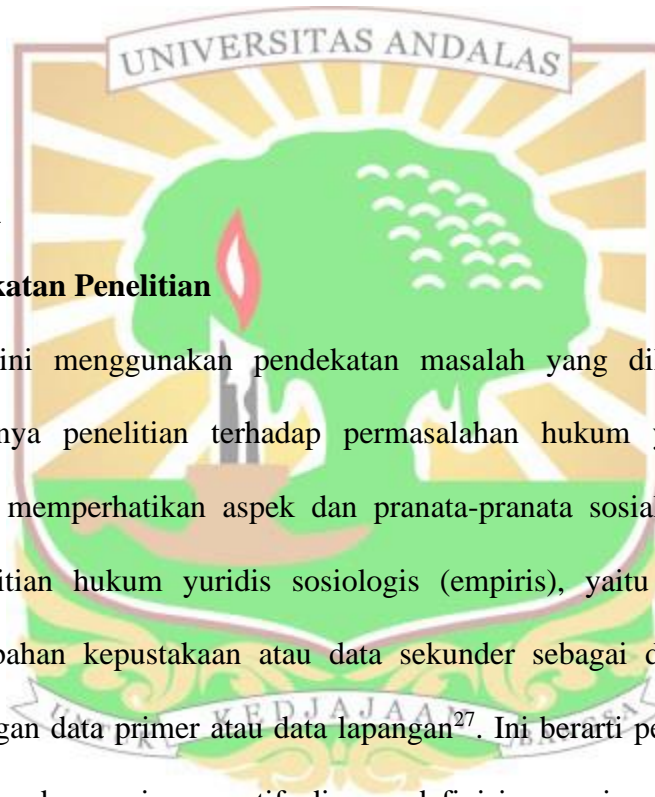 UNIVERSITAS ANDALAS
katan Penelitian
ini menggunakan pendekatan masalah yang di
nya penelitian terhadap permasalahan hukum
memperhatikan aspek dan pranata-pranata sosial
itian hukum yuridis sosiologis (empiris), yaitu
bahan kepustakaan atau data sekunder sebagai d
gan data primer atau data lapangan27. Ini berarti pe
UNTUK KEDJAJAAN BANGSA